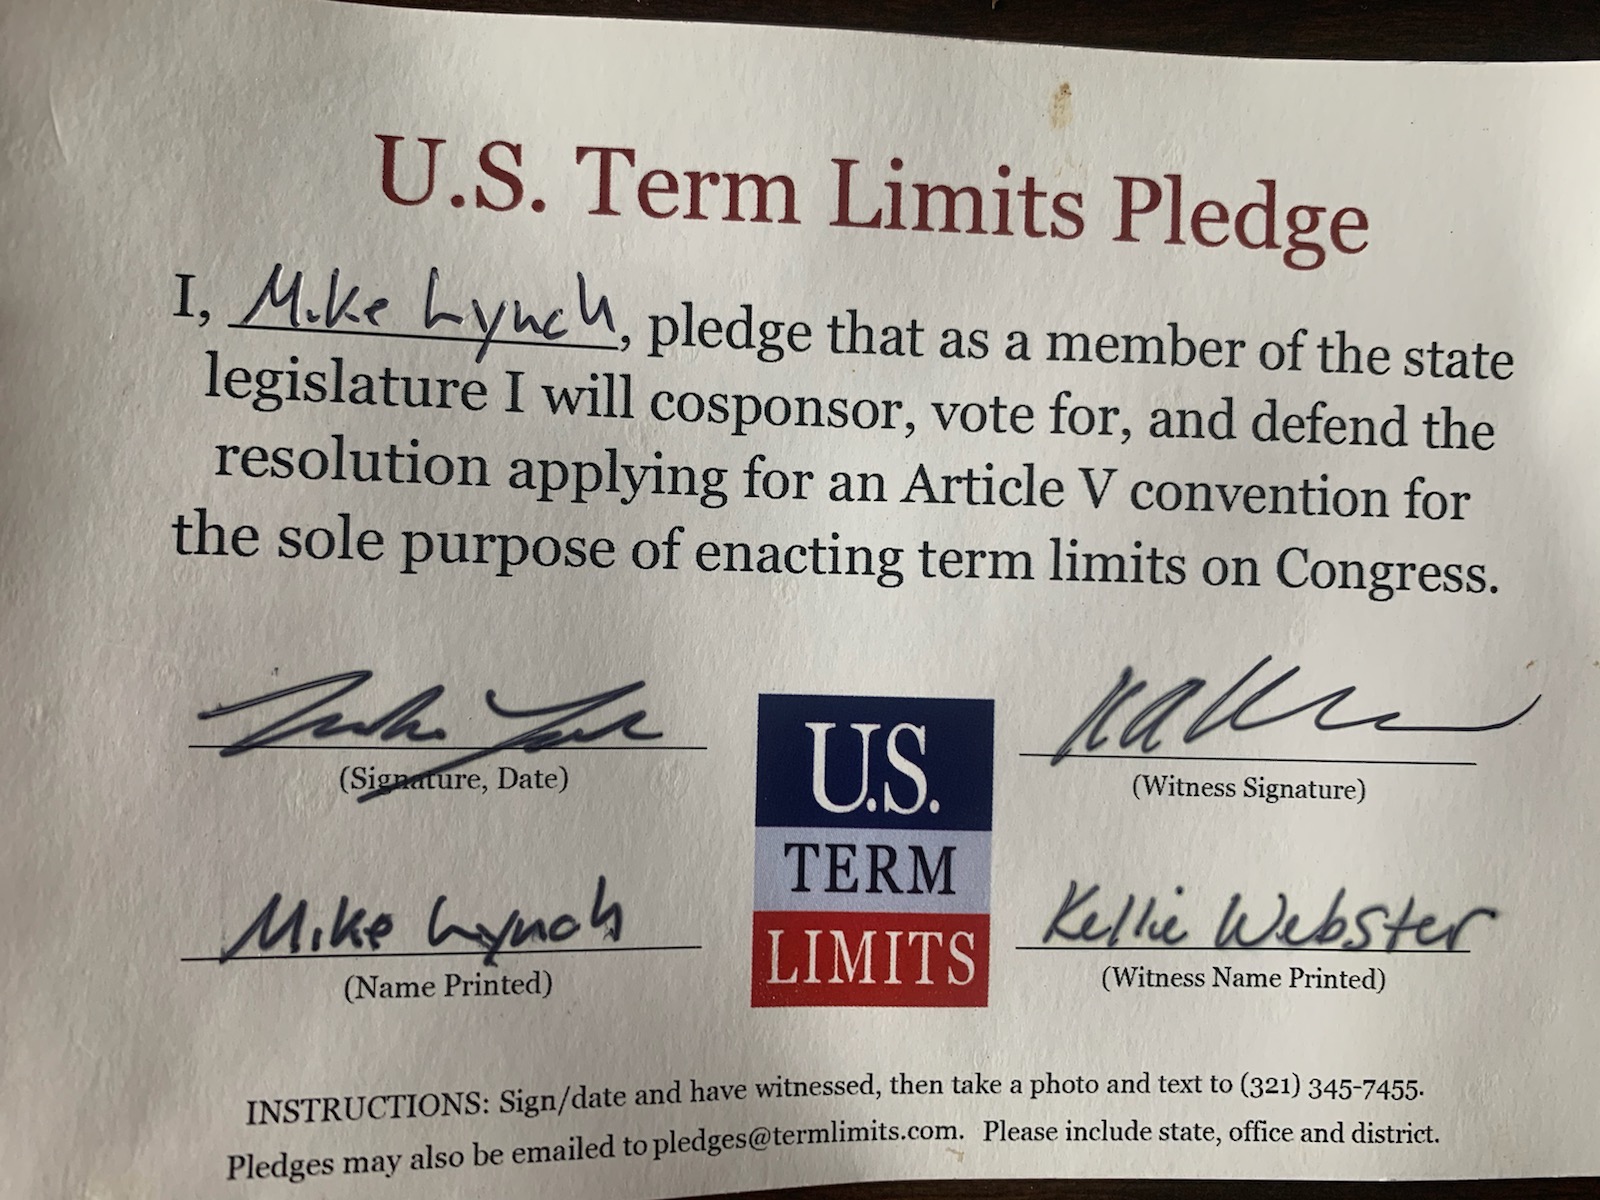 U.S. Term Limits Pledge
I, Mike Lynch, pledge that as a member of the state
legislature I will cosponsor, vote for, and defend the
resolution applying for an Article V convention for
the sole purpose of enacting term limits on Congress.
(Signature, Date)
(Witness Signature)
U.S.
TERM
LIMITS
Mike Lynch
(Name Printed)
Kellie Webster
(Witness Name Printed)
INSTRUCTIONS: Sign/date and have witnessed, then take a photo and text to (321) 345-7455.
Pledges may also be emailed to pledges@termlimits.com. Please include state, office and district.